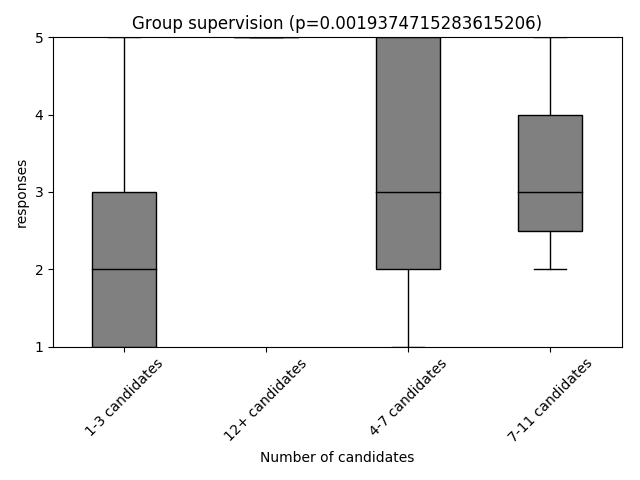 Group supervision (p=0.0019374715283615206)
responses
5
4
3
2
1
1-3 candidates
12+ candidates
4-7 candidates
7-11 candidates
Number of candidates